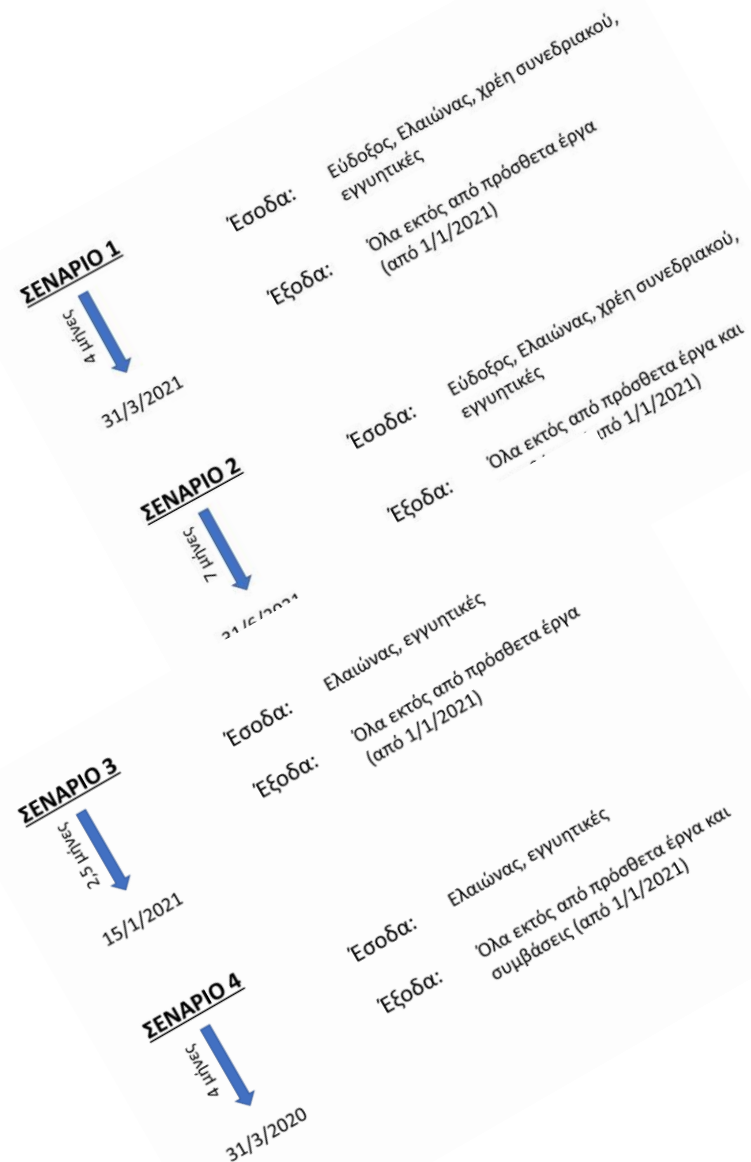 ΣΕΝΑΡΙΟ 1
4 μήνες
31/3/2021
Έσοδα:
Εύδοξος, Ελαιώνας, χρέη συνεδριακού,
εγγυητικές
Έξοδα:
Όλα εκτός από πρόσθετα έργα
(από 1/1/2021)
ΣΕΝΑΡΙΟ 2
7 μήνες
Έσοδα:
Εύδοξος, Ελαιώνας, χρέη συνεδριακού,
εγγυητικές
Έξοδα:
Όλα εκτός από πρόσθετα έργα και
1/1/2021)
ΣΕΝΑΡΙΟ 3
2,5 μήνες
15/1/2021
Έσοδα:
Ελαιώνας, εγγυητικές
Έξοδα:
Όλα εκτός από πρόσθετα έργα
(από 1/1/2021)
ΣΕΝΑΡΙΟ 4
4 μήνες
31/3/2020
Έσοδα:
Ελαιώνας, εγγυητικές
Έξοδα:
Όλα εκτός από πρόσθετα έργα και
συμβάσεις (από 1/1/2021)